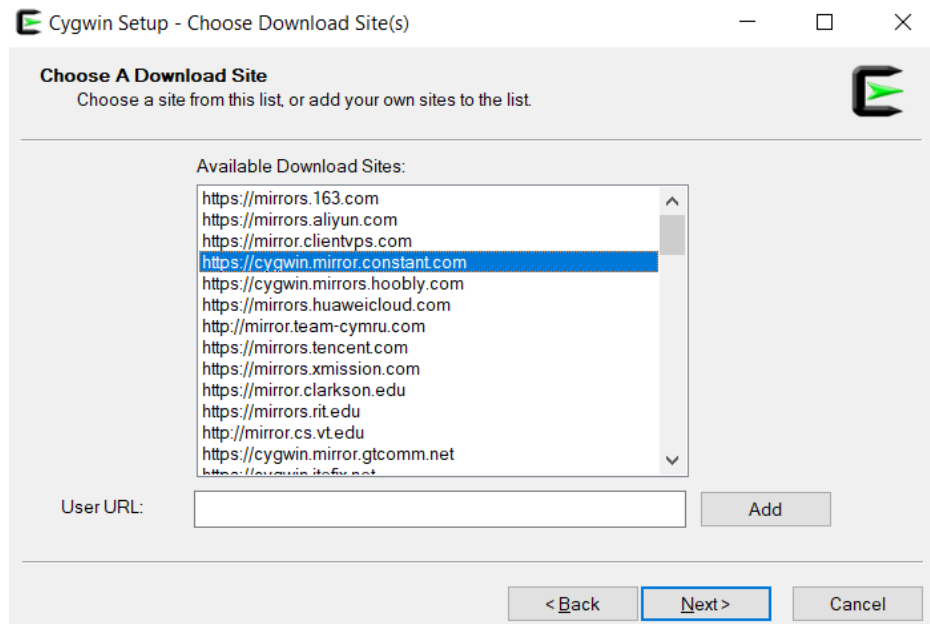 Cygwin Setup - Choose Download Site(s)
Choose A Download Site
Choose a site from this list, or add your own sites to the list.
Available Download Sites:
https://mirrors.163.com
https://mirrors.aliyun.com
https://mirror.clientvps.com
https://cygwin.mirror.constant.com
https://cygwin.mirrors.hoobly.com
https://mirrors.huaweicloud.com
http://mirror.team-cymru.com
https://mirrors.tencent.com
https://mirrors.xmission.com
https://mirror.clarkson.edu
https://mirrors.rit.edu
http://mirror.cs.vt.edu
https://cygwin.mirror.gtcomm.net
https://cygwin.itefix.net
User URL:
Add
< Back
Next >
Cancel